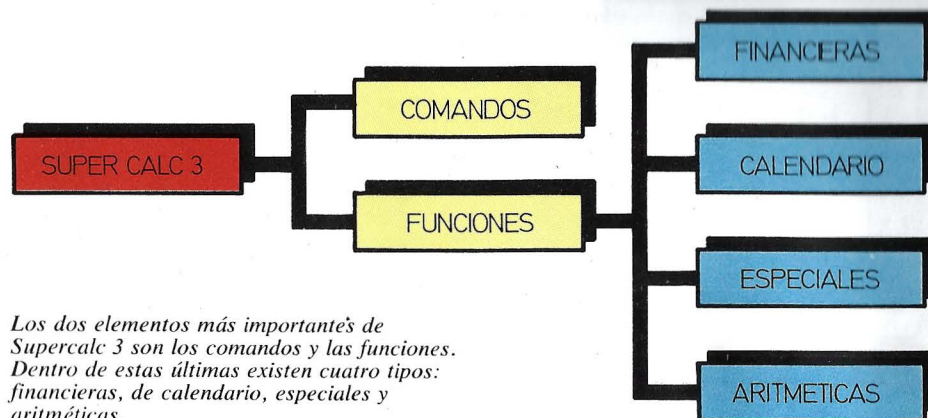 SUPER CALC 3
COMANDOS
FUNCIONES
FINANCIERAS
CALENDARIO
ESPECIALES
ARITMETICAS
Los dos elementos más importantes de
Supercalc 3 son los comandos y las funciones.
Dentro de estas últimas existen cuatro tipos:
financieras, de calendario, especiales y
aritméticas